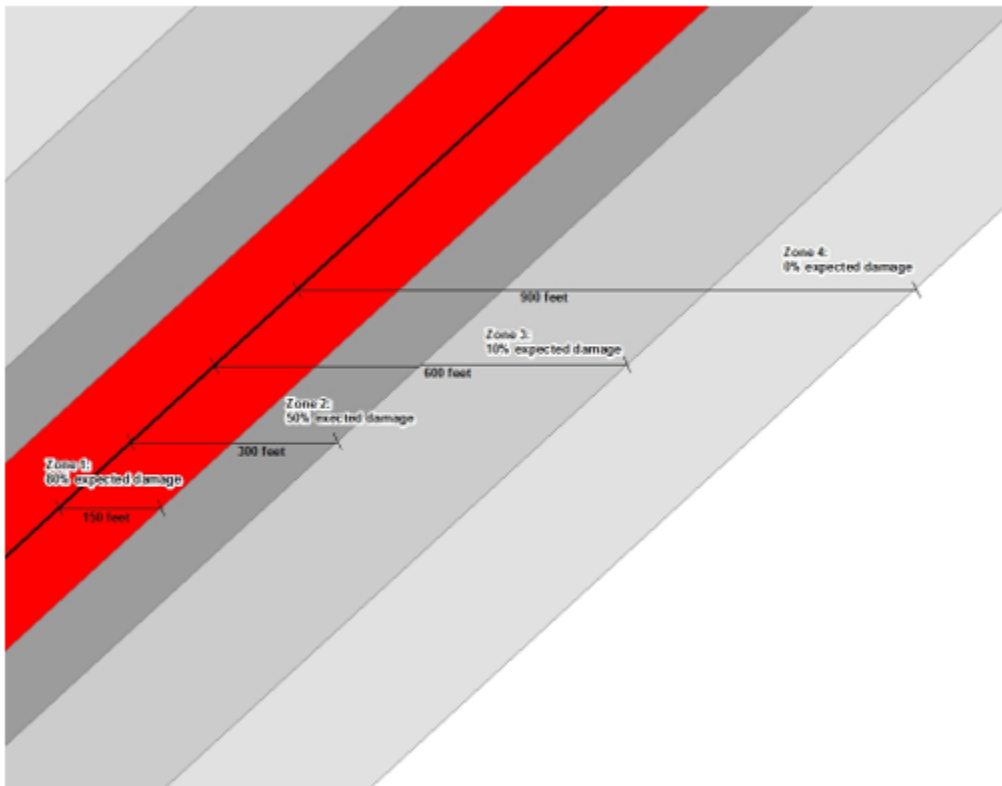 Zone 4:
0% expected damage
900 feet
Zone 3:
10% expected damage
600 feet
Zone 2:
50% exected damage
300 feet
Zone 1:
80% expected damage
150 feet